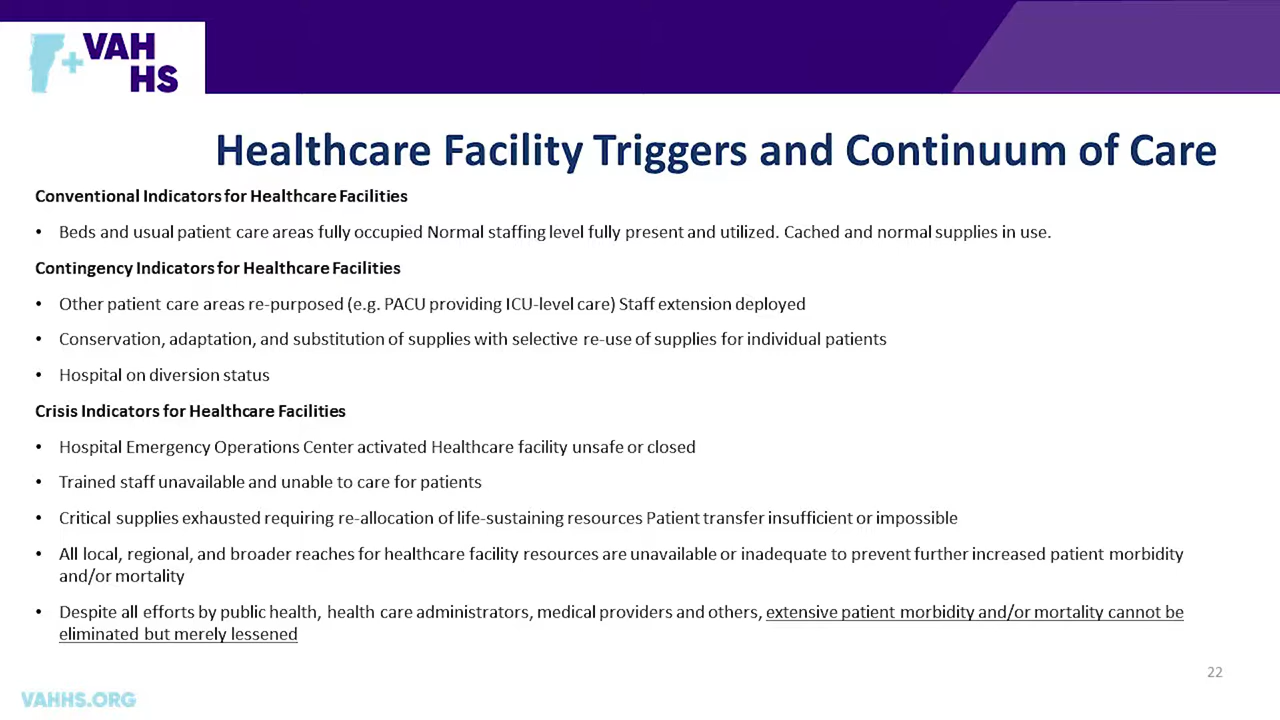 VAH
HS
Healthcare Facility Triggers and Continuum of Care
Conventional Indicators for Healthcare Facilities
• Beds and usual patient care areas fully occupied Normal staffing level fully present and utilized. Cached and normal supplies in use.
Contingency Indicators for Healthcare Facilities
• Other patient care areas re-purposed (e.g. PACU providing ICU-level care) Staff extension deployed
• Conservation, adaptation, and substitution of supplies with selective re-use of supplies for individual patients
• Hospital on diversion status
Crisis Indicators for Healthcare Facilities
• Hospital Emergency Operations Center activated Healthcare facility unsafe or closed
• Trained staff unavailable and unable to care for patients
• Critical supplies exhausted requiring re-allocation of life-sustaining resources Patient transfer insufficient or impossible
• All local, regional, and broader reaches for healthcare facility resources are unavailable or inadequate to prevent further increased patient morbidity
and/or mortality
• Despite all efforts by public health, health care administrators, medical providers and others, extensive patient morbidity and/or mortality cannot be
eliminated but merely lessened
22
VAHHS.ORG